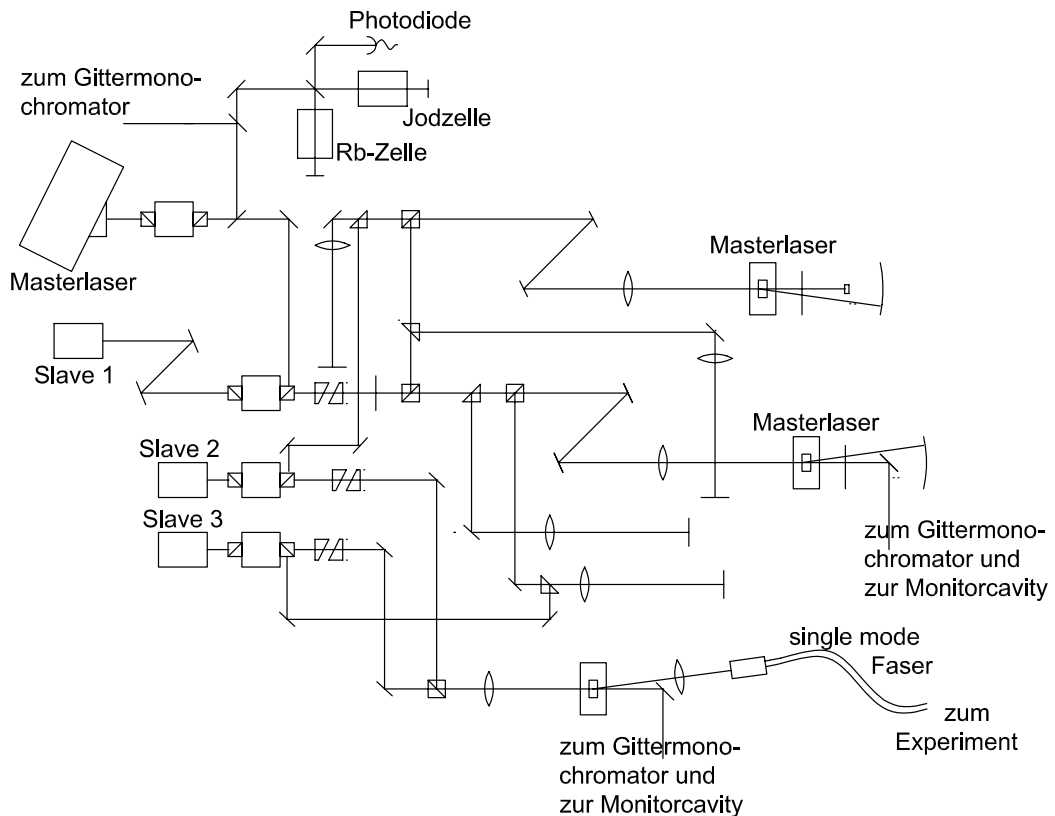 Photodiode
zum Gittermono-
chromator
Jodzelle
Rb-Zelle
Masterlaser
Masterlaser
Slave 1
Masterlaser
Slave 2
Slave 3
zum Gittermono-
chromator und
zur Monitorcavity
single mode
Faser
zum
Experiment
zum Gittermono-
chromator und
zur Monitorcavity